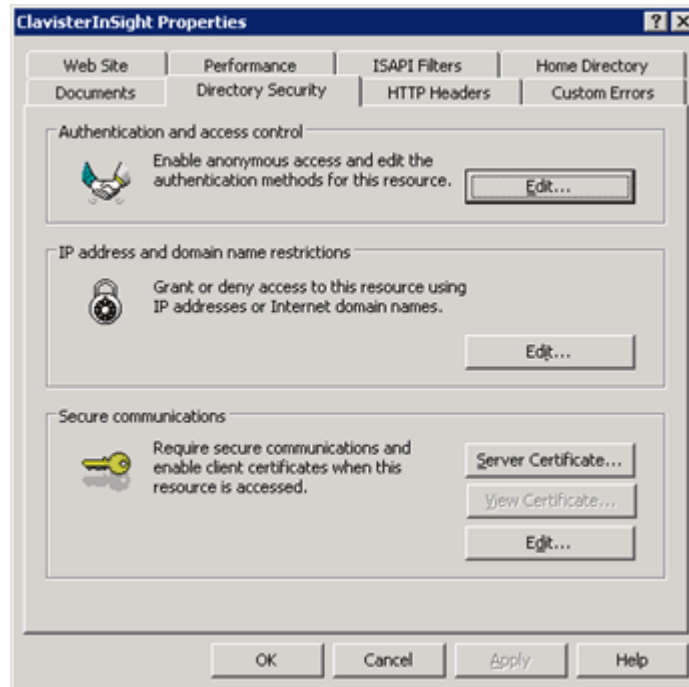 ClavisterInSight Properties
Web Site Performance ISAPI Filters Home Directory
Documents Directory Security HTTP Headers Custom Errors
Authentication and access control
Enable anonymous access and edit the
authentication methods for this resource.
Edit...
IP address and domain name restrictions
Grant or deny access to this resource using
IP addresses or Internet domain names.
Edit...
Secure communications
Require secure communications and
enable client certificates when this
resource is accessed.
Server Certificate...
View Certificate...
Edit...
OK Cancel Apply Help